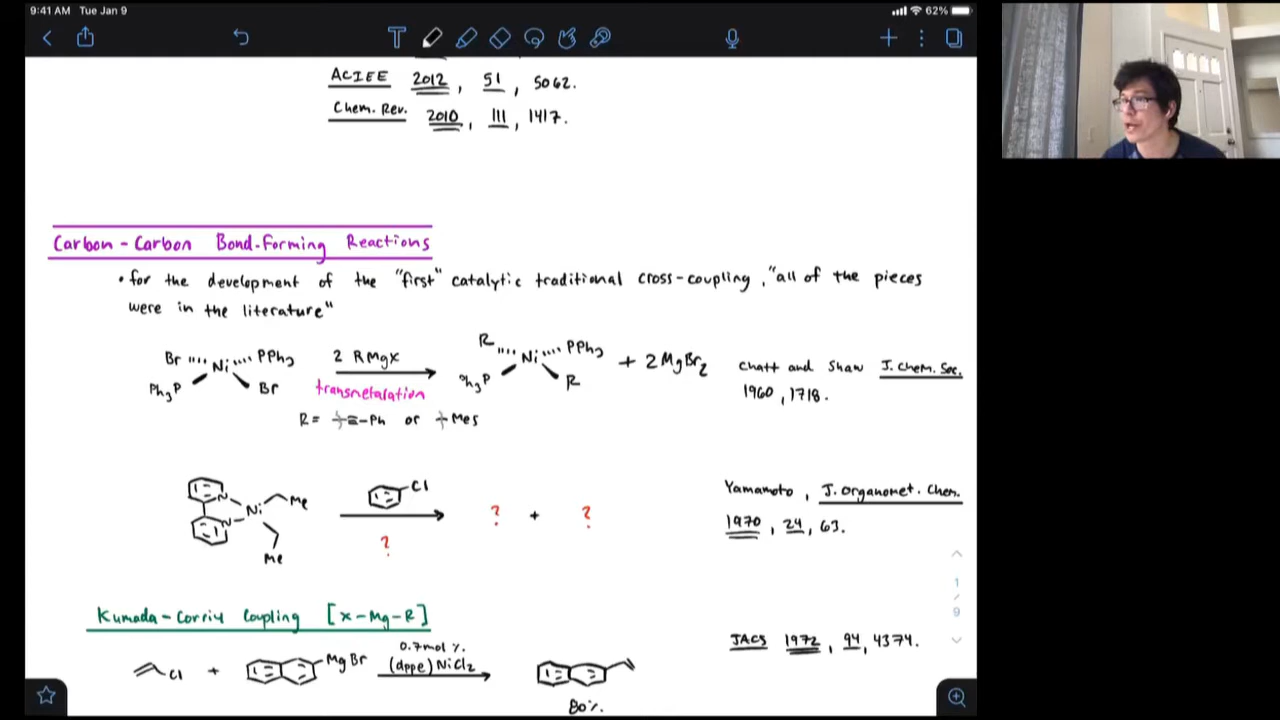 9:41 AM Tue Jan 9
62%
ACIEE 2012, 51, 5062.
Chem. Rev. 2010, 111, 1417.
Carbon-Carbon Bond-Forming Reactions
• for the development of the "first" catalytic traditional cross-coupling, "all of the pieces
were in the literature"
Br Ni PPh3 Ph3P Br
2 RMgX
transmetalation
R Ni PPh3 Ph3P R
+ 2 MgBr2
Chatt and Shaw J. Chem. Soc.
1960, 1718.
R = ≡-Ph or Mes
N N Ni Me Me
Cl
?
? + ?
Yamamoto, J. Organomet. Chem.
1970, 24, 63.
Kumada-Corriu Coupling [X-Mg-R]
Cl + MgBr
0.7 mol %
(dppe)NiCl2
80%
JACS 1972, 94, 4374.
1
/
9